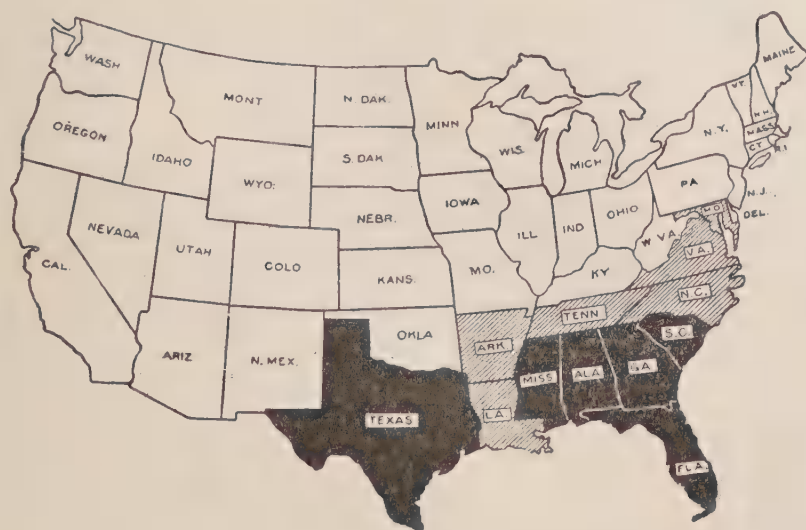 WASH
MONT
N. DAK.
MINN
OREGON
IDAHO
WYO:
S. DAK
WIS.
MICH
N.Y.
VT.
N.H.
MAINE
MASS
CT.
R.I
NEVADA
UTAH
COLO
NEBR.
IOWA
ILL
IND
OHIO
PA
N.J.
MD.
DEL.
CAL.
KANS.
MO.
KY
W VA.
VA.
ARIZ
N. MEX.
OKLA
ARK.
TENN
N.C.
S.C.
TEXAS
LA.
MISS
ALA
GA.
FLA.